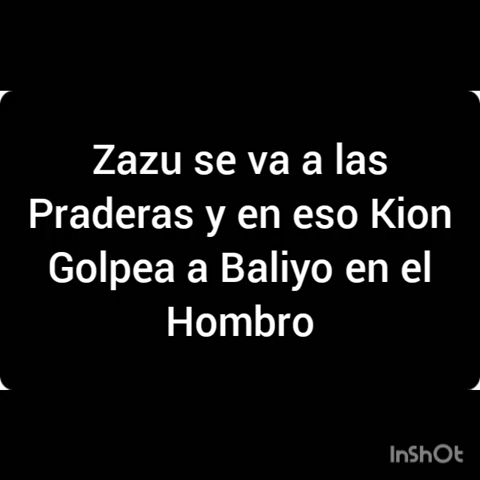 Zazu se va a las
Praderas y en eso Kion
Golpea a Baliyo en el
Hombro
InShOt